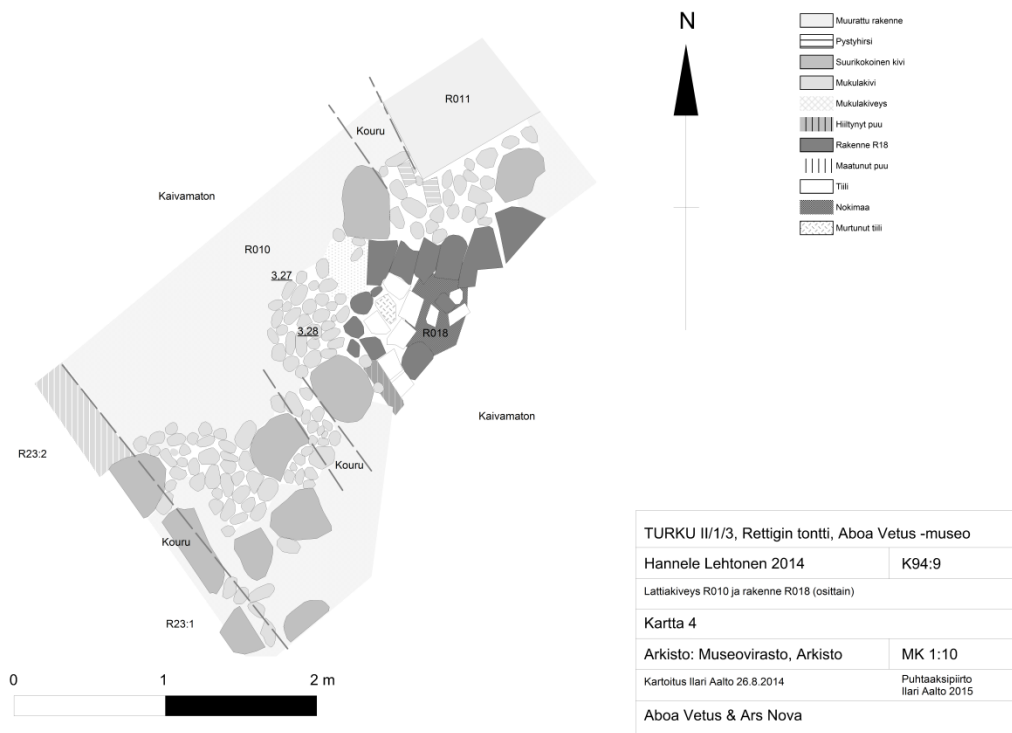 N
Muurattu rakenne
Pystyhirsi
Suurikokoinen kivi
Mukulakivi
Mukulakiveys
Hiiltynyt puu
Rakenne R18
Maatunut puu
Tiili
Nokimaa
Murtunut tiili
R011
Kouru
Kaivamaton
R010
3.27
3.28
R018
Kaivamaton
R23:2
Kouru
Kouru
R23:1
0 1 2 m
TURKU II/1/3, Rettigin tontti, Aboa Vetus -museo
Hannele Lehtonen 2014 K94:9
Lattiakiveys R010 ja rakenne R018 (osittain)
Kartta 4
Arkisto: Museovirasto, Arkisto MK 1:10
Kartoitus Ilari Aalto 26.8.2014 Puhtaaksipiirto
Ilari Aalto 2015
Aboa Vetus & Ars Nova